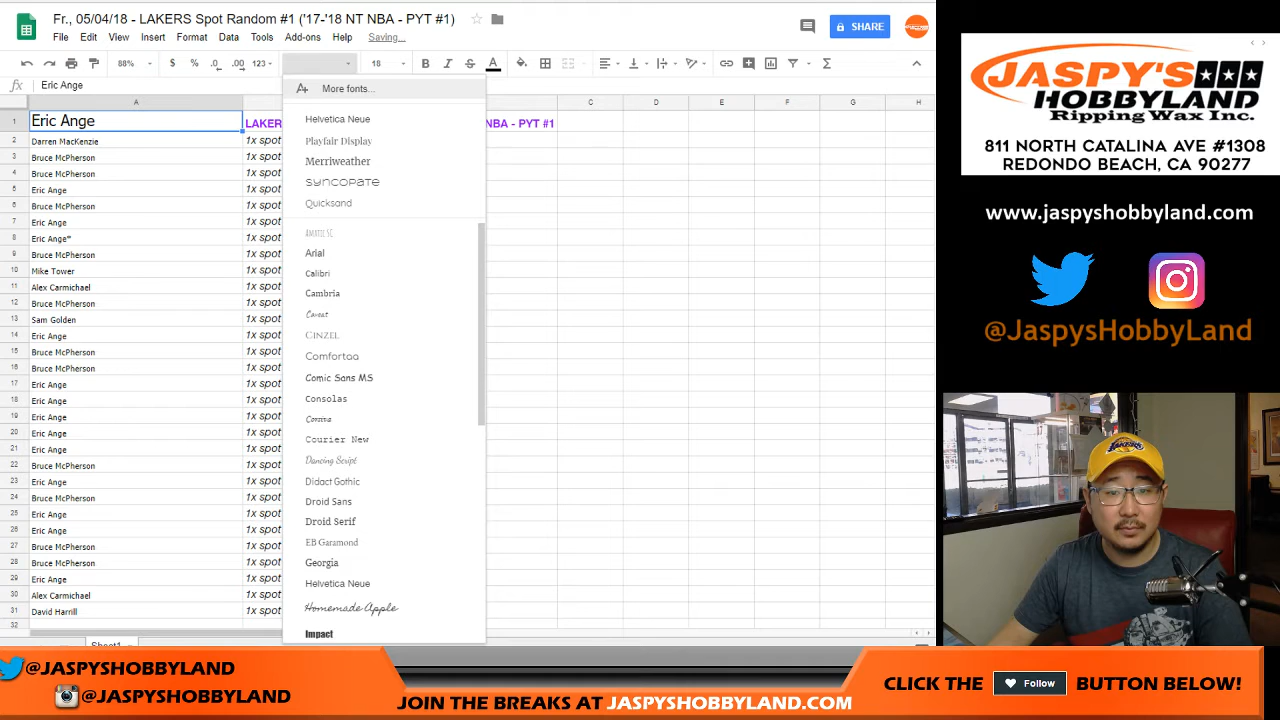 Fr., 05/04/18 - LAKERS Spot Random #1 ('17-'18 NT NBA - PYT #1)
File Edit View Insert Format Data Tools Add-ons Help Saving...
SHARE
88% $ % .0 .00 123 18 B I S A
fx Eric Ange
A C D E F G H
1 Eric Ange LAKERS NBA - PYT #1
2 Darren MacKenzie 1x spot
3 Bruce McPherson 1x spot
4 Bruce McPherson 1x spot
5 Eric Ange 1x spot
6 Bruce McPherson 1x spot
7 Eric Ange 1x spot
8 Eric Ange* 1x spot
9 Bruce McPherson 1x spot
10 Mike Tower 1x spot
11 Alex Carmichael 1x spot
12 Bruce McPherson 1x spot
13 Sam Golden 1x spot
14 Eric Ange 1x spot
15 Bruce McPherson 1x spot
16 Bruce McPherson 1x spot
17 Eric Ange 1x spot
18 Eric Ange 1x spot
19 Eric Ange 1x spot
20 Eric Ange 1x spot
21 Eric Ange 1x spot
22 Bruce McPherson 1x spot
23 Eric Ange 1x spot
24 Bruce McPherson 1x spot
25 Eric Ange 1x spot
26 Eric Ange 1x spot
27 Bruce McPherson 1x spot
28 Bruce McPherson 1x spot
29 Eric Ange 1x spot
30 Alex Carmichael 1x spot
31 David Harrill 1x spot
32
Sheet1
More fonts...
Helvetica Neue
Playfair Display
Merriweather
Syncopate
Quicksand
Amatic SC
Arial
Calibri
Cambria
Caveat
Cinzel
Comfortaa
Comic Sans MS
Consolas
Corsiva
Courier New
Dancing Script
Didact Gothic
Droid Sans
Droid Serif
EB Garamond
Georgia
Helvetica Neue
Homemade Apple
Impact
JASPY'S
HOBBYLAND
Ripping Wax Inc.
811 NORTH CATALINA AVE #1308
REDONDO BEACH, CA 90277
www.jaspyshobbyland.com
@JaspysHobbyLand
LAKERS
@JASPYSHOBBYLAND
@JASPYSHOBBYLAND
JOIN THE BREAKS AT JASPYSHOBBYLAND.COM
CLICK THE Follow BUTTON BELOW!